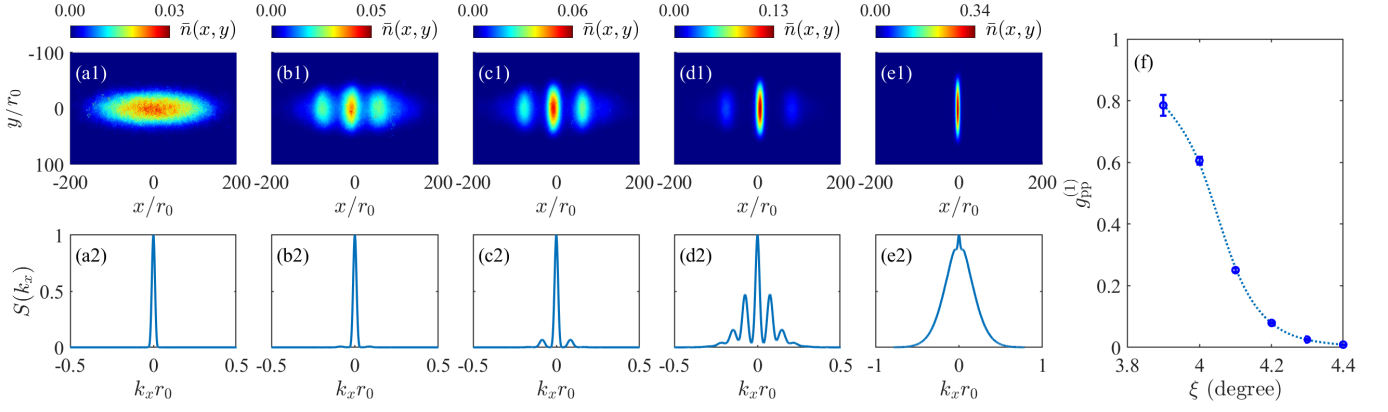 0.00 0.03 n̄(x, y)
0.00 0.05 n̄(x, y)
0.00 0.06 n̄(x, y)
0.00 0.13 n̄(x, y)
0.00 0.34 n̄(x, y)
(a1) (b1) (c1) (d1) (e1)
y/r₀
-100
0
100
-200 0 200
-200 0 200
-200 0 200
-200 0 200
-200 0 200
x/r₀ x/r₀ x/r₀ x/r₀ x/r₀
(a2) (b2) (c2) (d2) (e2)
S(kₓ)
1
0.5
0
-0.5 0 0.5
-0.5 0 0.5
-0.5 0 0.5
-0.5 0 0.5
-1 0 1
kₓr₀ kₓr₀ kₓr₀ kₓr₀ kₓr₀
(f)
g_pp^(1)
1
0.8
0.6
0.4
0.2
0
3.8 4 4.2 4.4
ξ (degree)